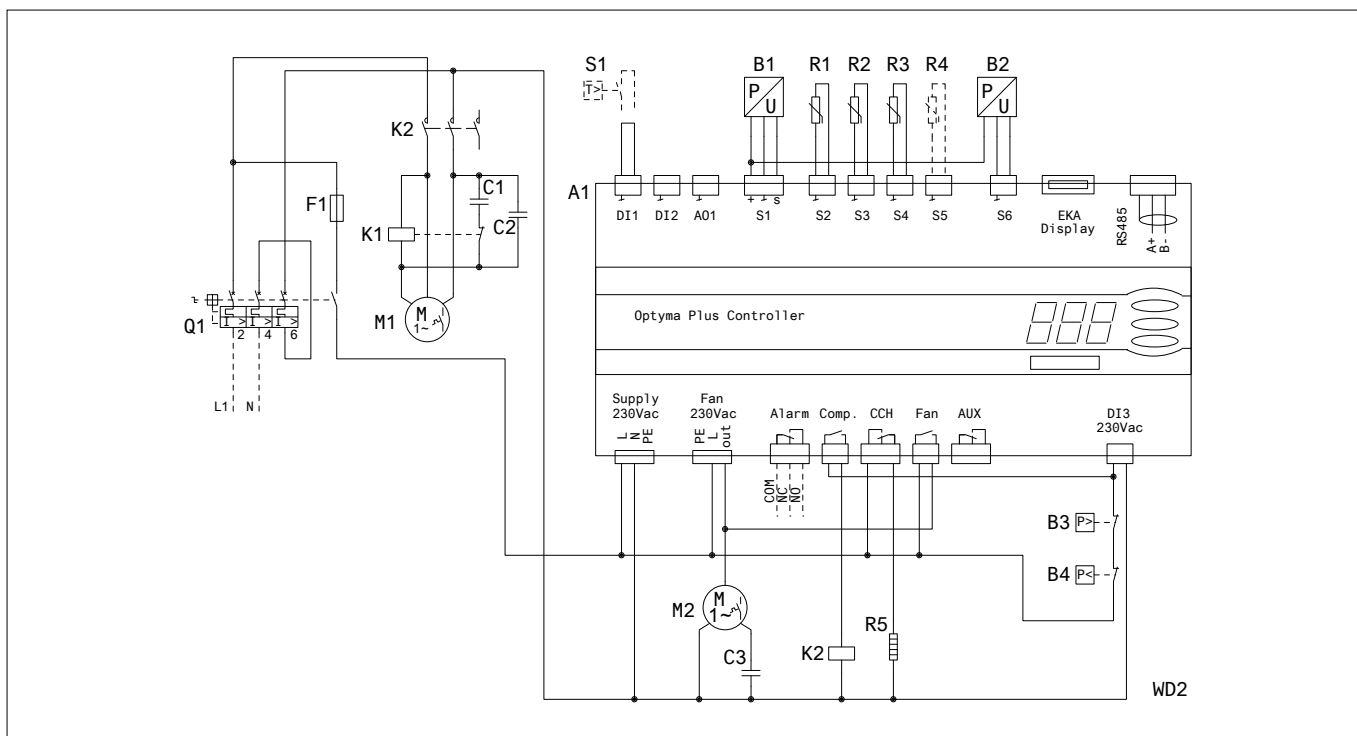 S1
T>
B1
P
U
R1
R2
R3
R4
B2
P
U
K2
C1
C2
F1
K1
A1
+ - s
DI1
DI2
AO1
S1
S2
S3
S4
S5
S6
EKA
Display
RS485
A+
B-
Q1
I > I > I >
2 4 6
L1 N
M1
M
1~
Optyma Plus Controller
Supply
230Vac
L
N
PE
Fan
230Vac
PE
L
out
Alarm
Comp.
CCH
Fan
AUX
DI3
230Vac
COM
NC
NO
B3
P>
B4
P<
M2
M
1~
C3
K2
R5
WD2